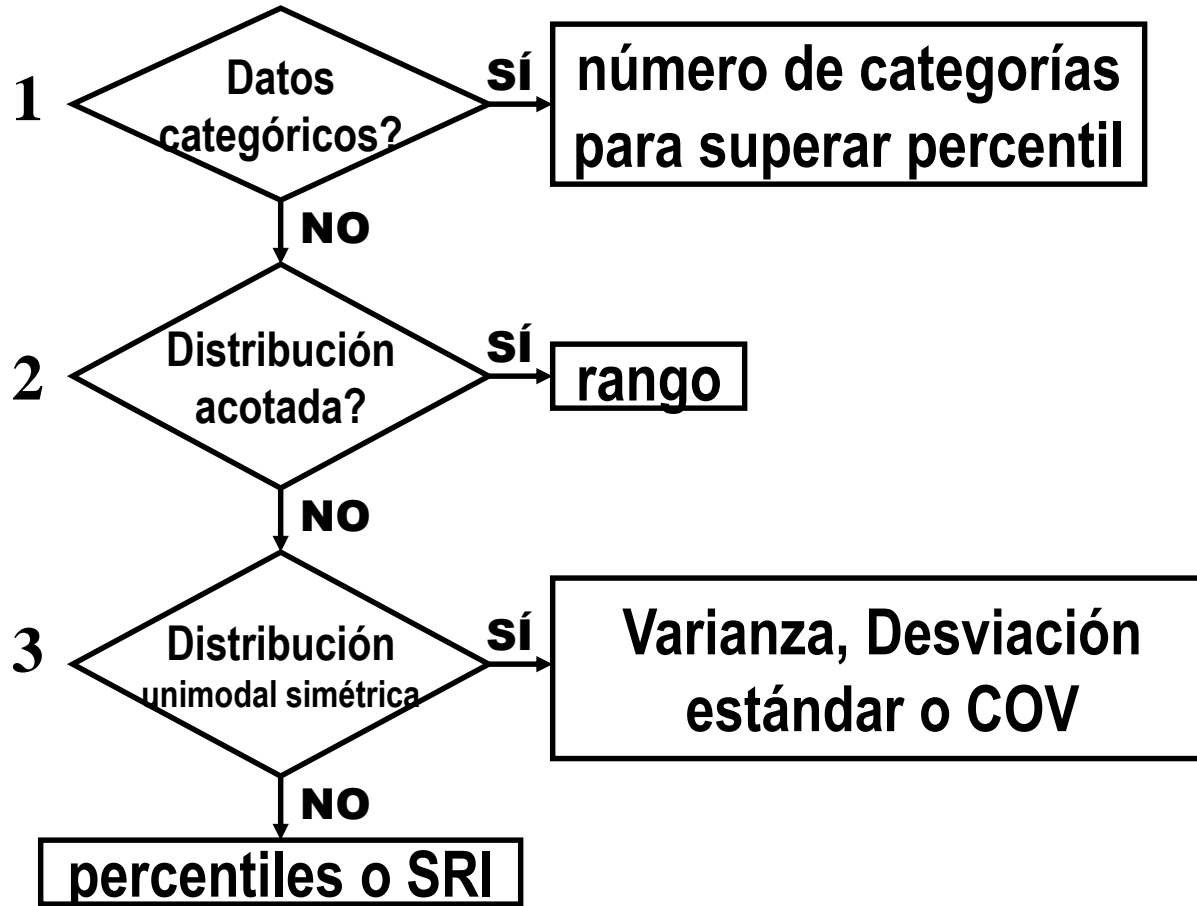 1
Datos
categóricos?
SÍ
número de categorías
para superar percentil
NO
2
Distribución
acotada?
SÍ
rango
NO
3
Distribución
unimodal simétrica
SÍ
Varianza, Desviación
estándar o COV
NO
percentiles o SRI